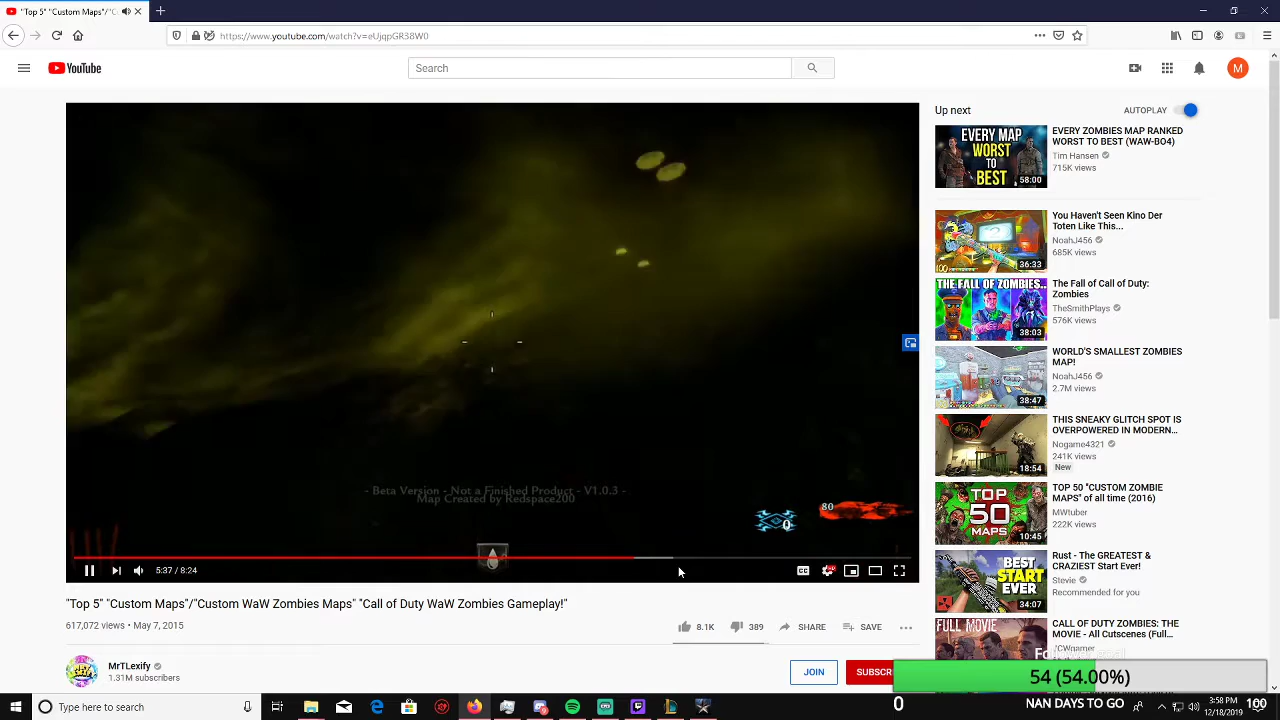 "Top 5" "Custom Maps"/"C
https://www.youtube.com/watch?v=eUjqpGR38W0
YouTube
Search
M
Up next
AUTOPLAY
EVERY MAP
WORST
TO
BEST
58:00
EVERY ZOMBIES MAP RANKED
WORST TO BEST (WAW-BO4)
Tim Hansen
715K views
36:33
You Haven't Seen Kino Der
Toten Like This...
NoahJ456
685K views
THE FALL OF ZOMBIES...
38:03
The Fall of Call of Duty:
Zombies
TheSmithPlays
576K views
38:47
WORLD'S SMALLEST ZOMBIES
MAP!
NoahJ456
2.7M views
18:54
THIS SNEAKY GLITCH SPOT IS
OVERPOWERED IN MODERN...
Nogame4321
241K views
New
TOP
50
MAPS
10:45
TOP 50 "CUSTOM ZOMBIE
MAPS" of all time (2016)
MWtuber
222K views
BEST
START
EVER
34:07
Rust - The GREATEST &
CRAZIEST Start Ever!
Stevie
Recommended for you
FULL MOVIE
CALL OF DUTY ZOMBIES: THE
MOVIE - All Cutscenes (Full...
- Beta Version - Not a Finished Product - V1.0.3 -
Map Created by Redspace200
80
0
5:37 / 8:24
CC
"Top 5" "Custom Maps"/"Custom WaW Zombies Maps" "Call of Duty WaW Zombies Gameplay!"
617,072 views • May 7, 2015
8.1K
389
SHARE
SAVE
MrTLexify
1.31M subscribers
JOIN
SUBSCR
54 (54.00%)
0
NAN DAYS TO GO
100
Type here to search
3:58 PM
12/18/2019